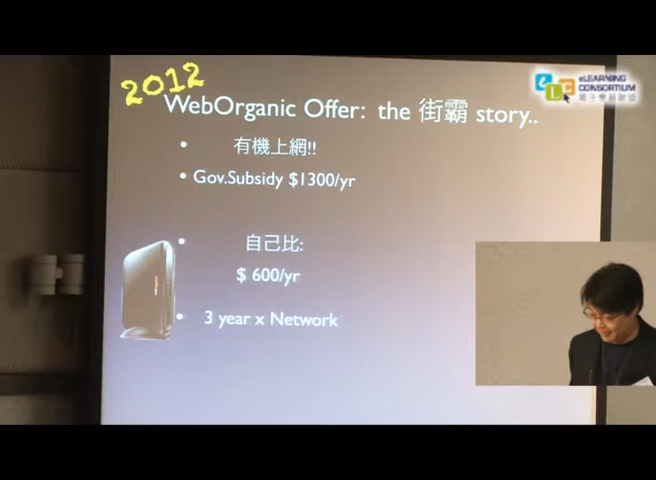 2012
eLEARNING
CONSORTIUM
eLC
WebOrganic Offer: the 街霸 story..
• 有機上網!!
• Gov.Subsidy $1300/yr
• 自己比:
$ 600/yr
• 3 year x Network